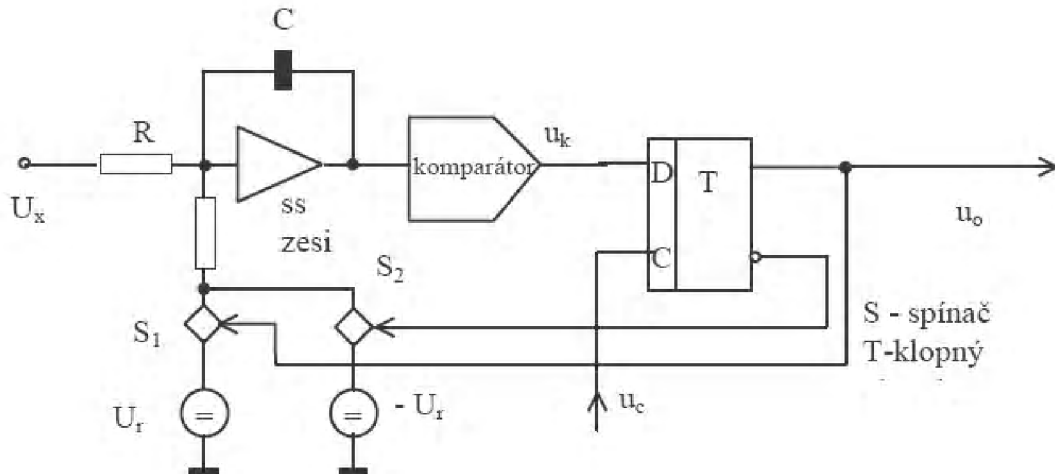 C
R
komparátor
u_k
D
T
U_x
ss
zesi
u_o
C
S_2
S_1
S - spínač
T-klopný
U_r
=
=
- U_r
u_c